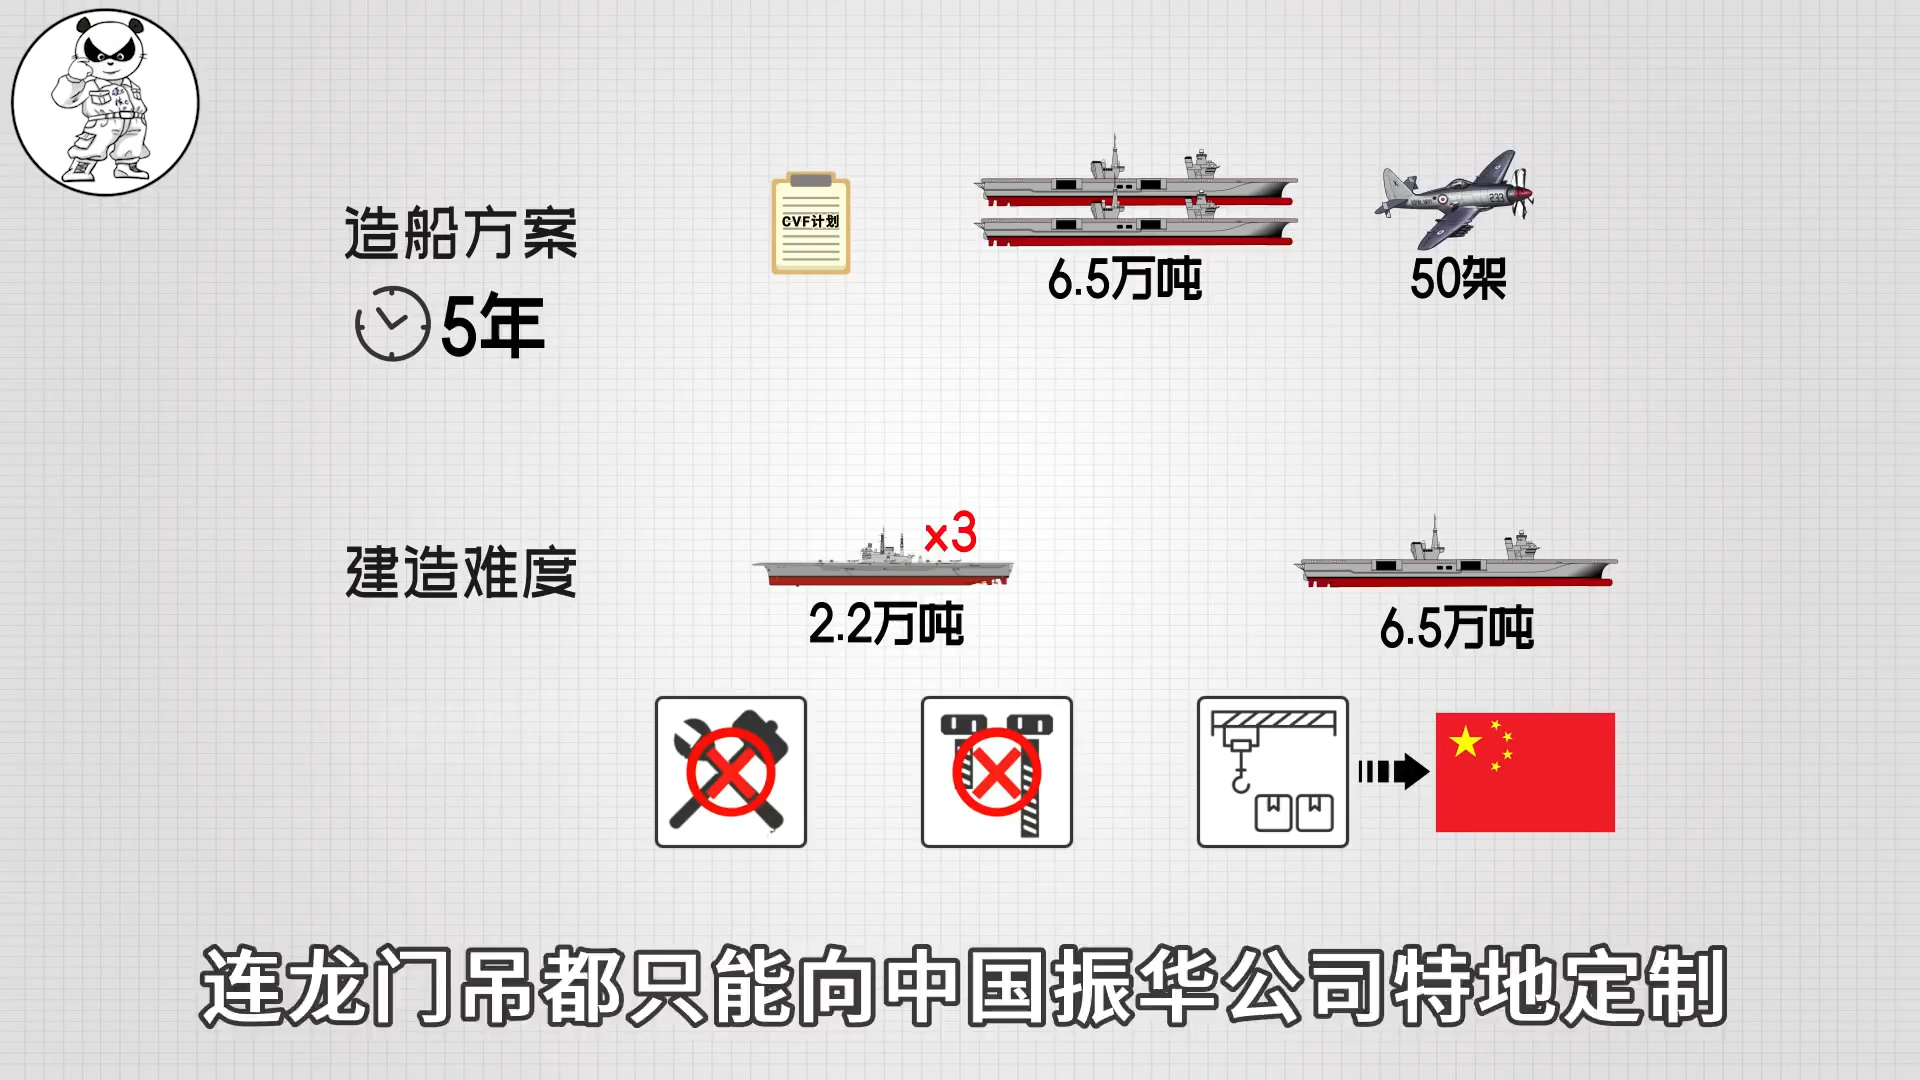 造船方案
5年
CVF计划
6.5万吨
50架
建造难度
x3
2.2万吨
6.5万吨
连龙门吊都只能向中国振华公司特地定制